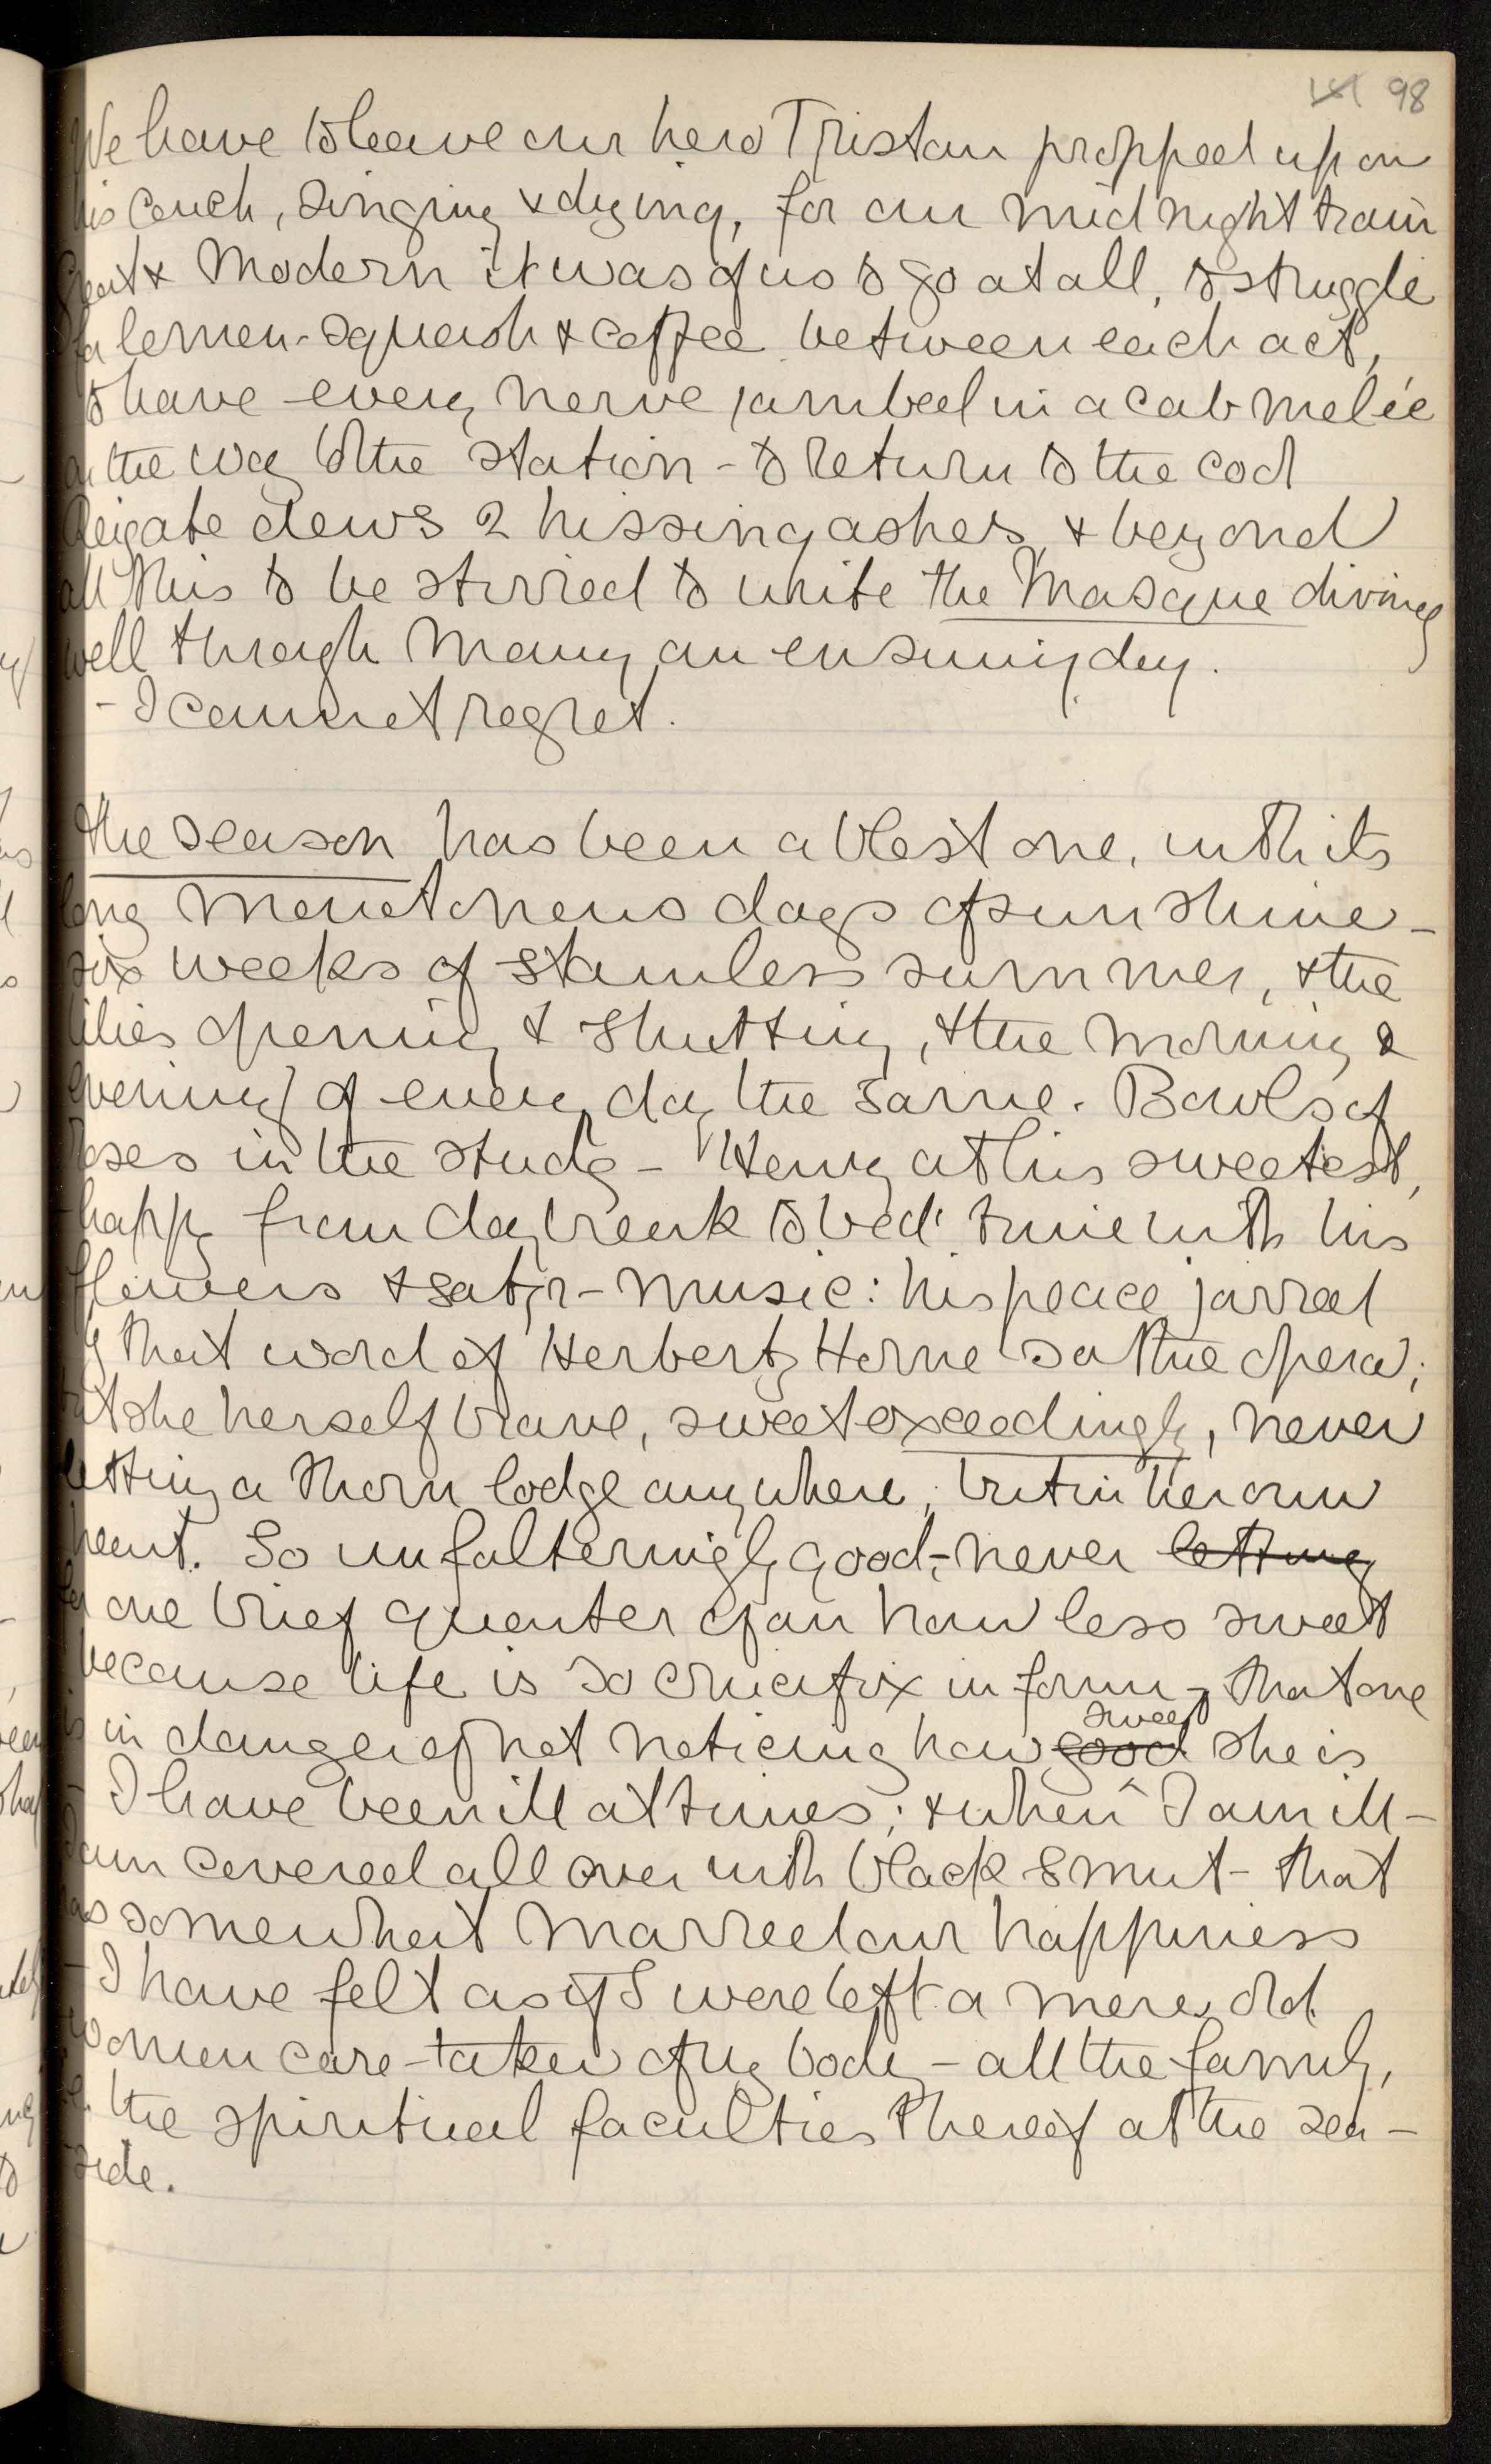 98
We have to leave our hero Tristan propped up on
his couch, singing & dying, for our midnight train
Great & Modern it was of us to go at all, to struggle
for lemon-squash & coffee between each act,
to have every nerve jambed in a cab melée
on the way to the station - to return to the cool
Reigate dews 2 hissing ashes, & beyond
all this to be stirred to write the Masque divinely
well through many an ensuing day.
- I cannot regret.
The season has been a blest one, with its
long monotonous days of sunshine -
six weeks of stainless summer, & the
lilies opening & shutting, & the morning &
evening of every day the same. Bowls of
roses in the study - Henry at his sweetest,
happy from daybreak to bed time with his
flowers & satyr-music: his peace jarred
by that word of Herbert Horne's at the opera;
but she herself brave, sweet exceedingly, never
letting a thorn lodge anywhere, but in her own
heart. So unfalteringly good, - never letting
for one brief quarter of an hour less sweet
because life is so crucifix in form, - that one
is in danger of not noticing how good sweet she is
I have been ill at times; & when I am ill -
I am covered all over with black smut - that
has somewhat marred our happiness
I have felt as if I were left a mere old
women care-taker of my body - all the family,
the spiritual faculties thereof at the sea -
side.